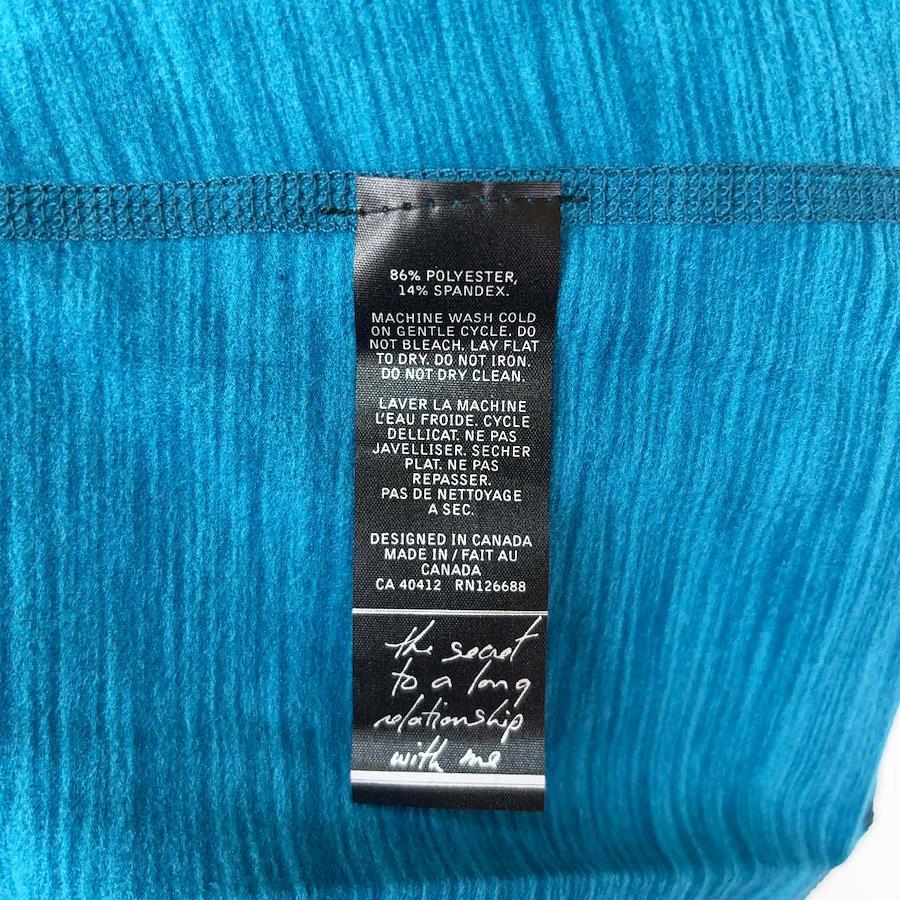 86% POLYESTER,
14% SPANDEX.
MACHINE WASH COLD
ON GENTLE CYCLE. DO
NOT BLEACH. LAY FLAT
TO DRY. DO NOT IRON.
DO NOT DRY CLEAN.
LAVER LA MACHINE
L'EAU FROIDE. CYCLE
DELLICAT. NE PAS
JAVELLISER. SECHER
PLAT. NE PAS
REPASSER.
PAS DE NETTOYAGE
A SEC.
DESIGNED IN CANADA
MADE IN / FAIT AU
CANADA
CA 40412 RN126688
the secret
to a long
relationship
with me